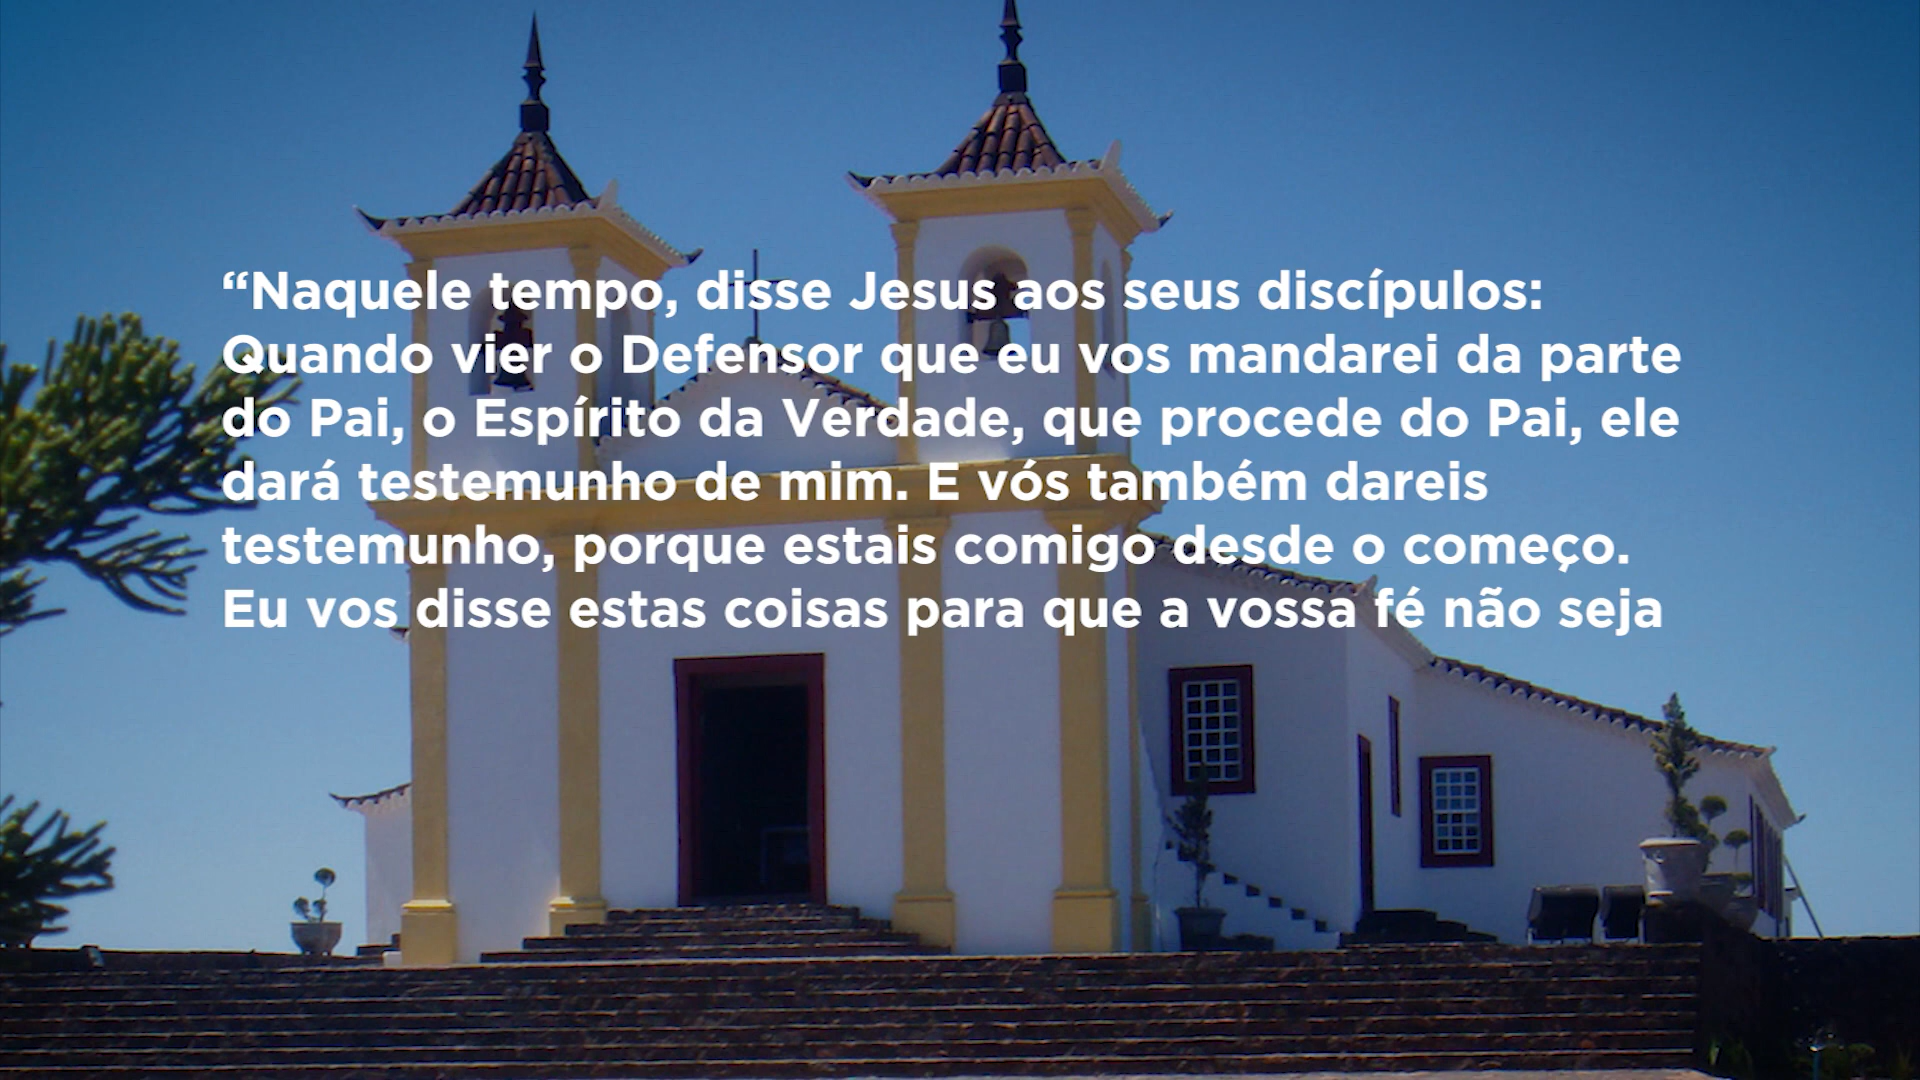 “Naquele tempo, disse Jesus aos seus discípulos:
Quando vier o Defensor que eu vos mandarei da parte
do Pai, o Espírito da Verdade, que procede do Pai, ele
dará testemunho de mim. E vós também dareis
testemunho, porque estais comigo desde o começo.
Eu vos disse estas coisas para que a vossa fé não seja